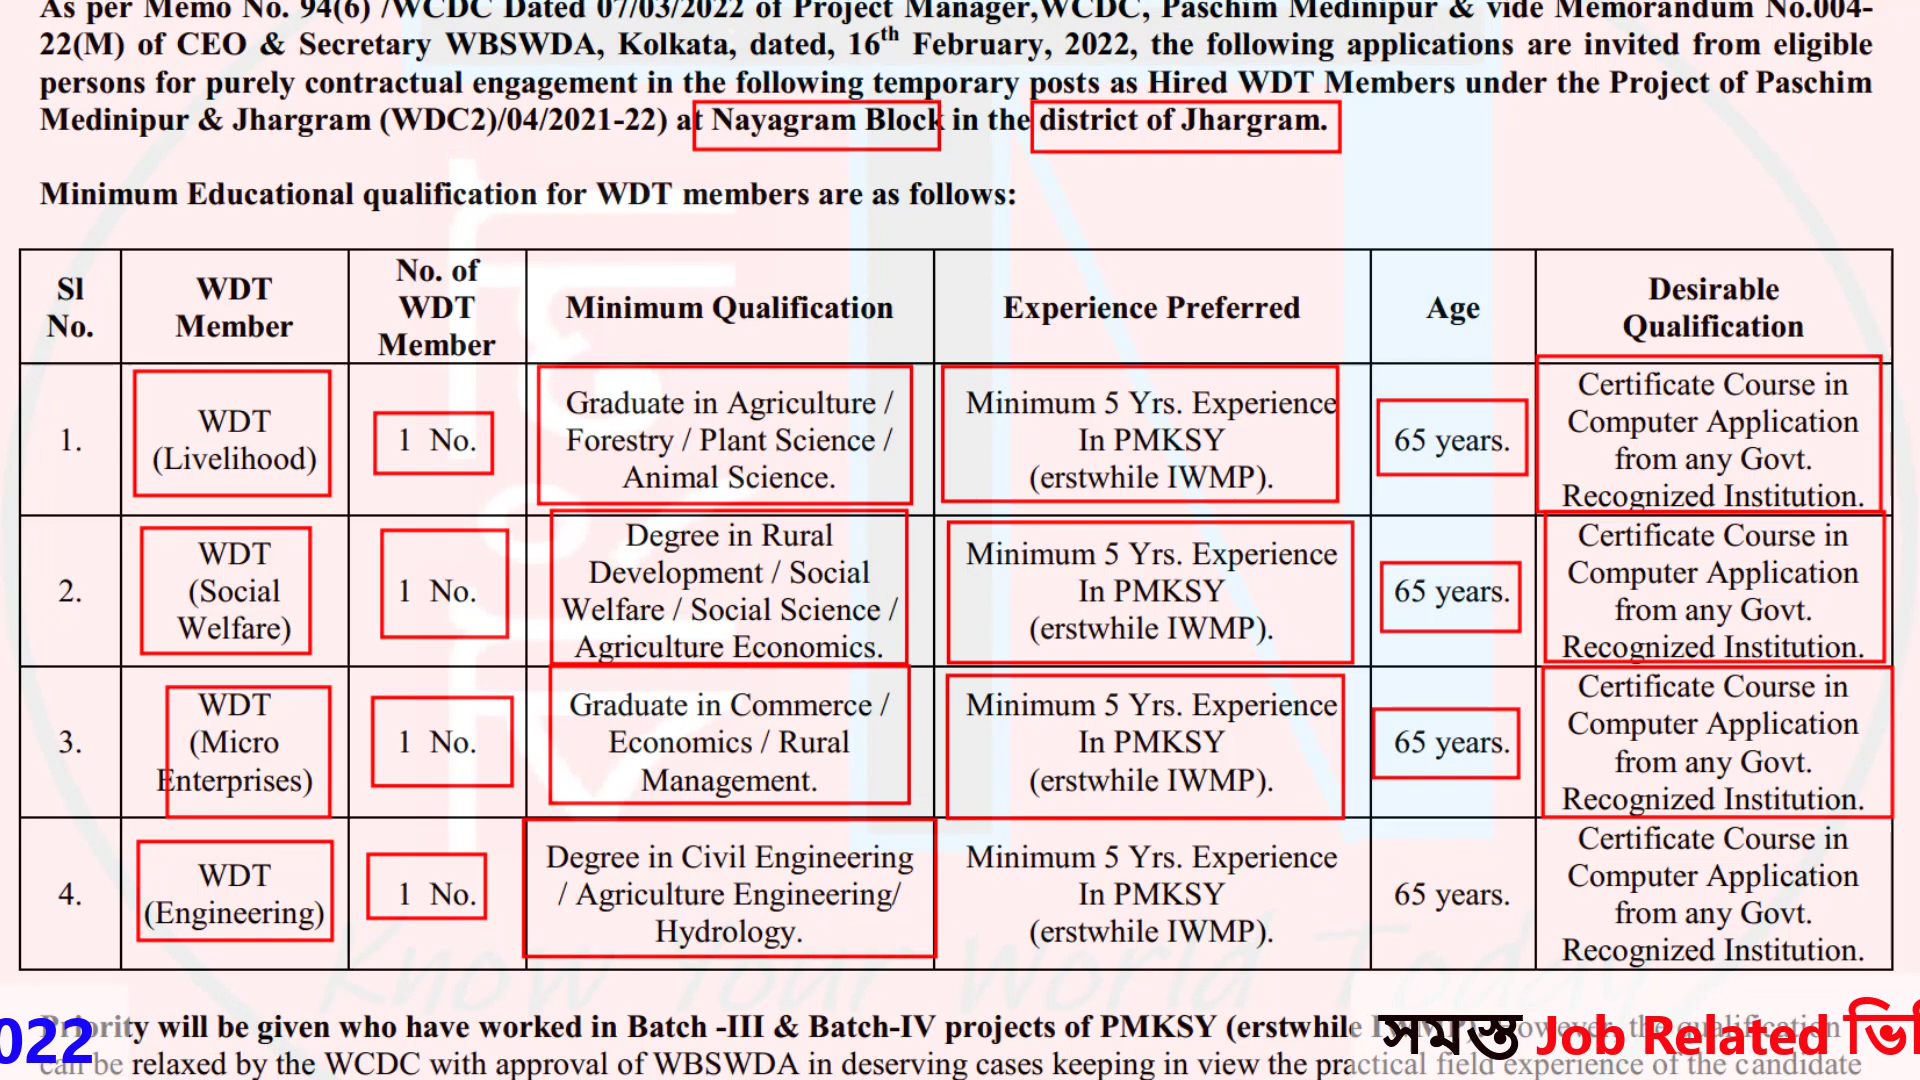 As per Memo No. 94(6) /WCDC Dated 07/03/2022 of Project Manager,WCDC, Paschim Medinipur & vide Memorandum No.004-
22(M) of CEO & Secretary WBSWDA, Kolkata, dated, 16th February, 2022, the following applications are invited from eligible
persons for purely contractual engagement in the following temporary posts as Hired WDT Members under the Project of Paschim
Medinipur & Jhargram (WDC2)/04/2021-22) at Nayagram Block in the district of Jhargram.
Minimum Educational qualification for WDT members are as follows:
Sl
No.
WDT
Member
No. of
WDT
Member
Minimum Qualification
Experience Preferred
Age
Desirable
Qualification
1.
WDT
(Livelihood)
1 No.
Graduate in Agriculture /
Forestry / Plant Science /
Animal Science.
Minimum 5 Yrs. Experience
In PMKSY
(erstwhile IWMP).
65 years.
Certificate Course in
Computer Application
from any Govt.
Recognized Institution.
2.
WDT
(Social
Welfare)
1 No.
Degree in Rural
Development / Social
Welfare / Social Science /
Agriculture Economics.
Minimum 5 Yrs. Experience
In PMKSY
(erstwhile IWMP).
65 years.
Certificate Course in
Computer Application
from any Govt.
Recognized Institution.
3.
WDT
(Micro
Enterprises)
1 No.
Graduate in Commerce /
Economics / Rural
Management.
Minimum 5 Yrs. Experience
In PMKSY
(erstwhile IWMP).
65 years.
Certificate Course in
Computer Application
from any Govt.
Recognized Institution.
4.
WDT
(Engineering)
1 No.
Degree in Civil Engineering
/ Agriculture Engineering/
Hydrology.
Minimum 5 Yrs. Experience
In PMKSY
(erstwhile IWMP).
65 years.
Certificate Course in
Computer Application
from any Govt.
Recognized Institution.
Know Your World Today
Priority will be given who have worked in Batch -III & Batch-IV projects of PMKSY (erstwhile IWMP). However, the qualification
can be relaxed by the WCDC with approval of WBSWDA in deserving cases keeping in view the practical field experience of the candidate
022
সমস্ত Job Related ভি